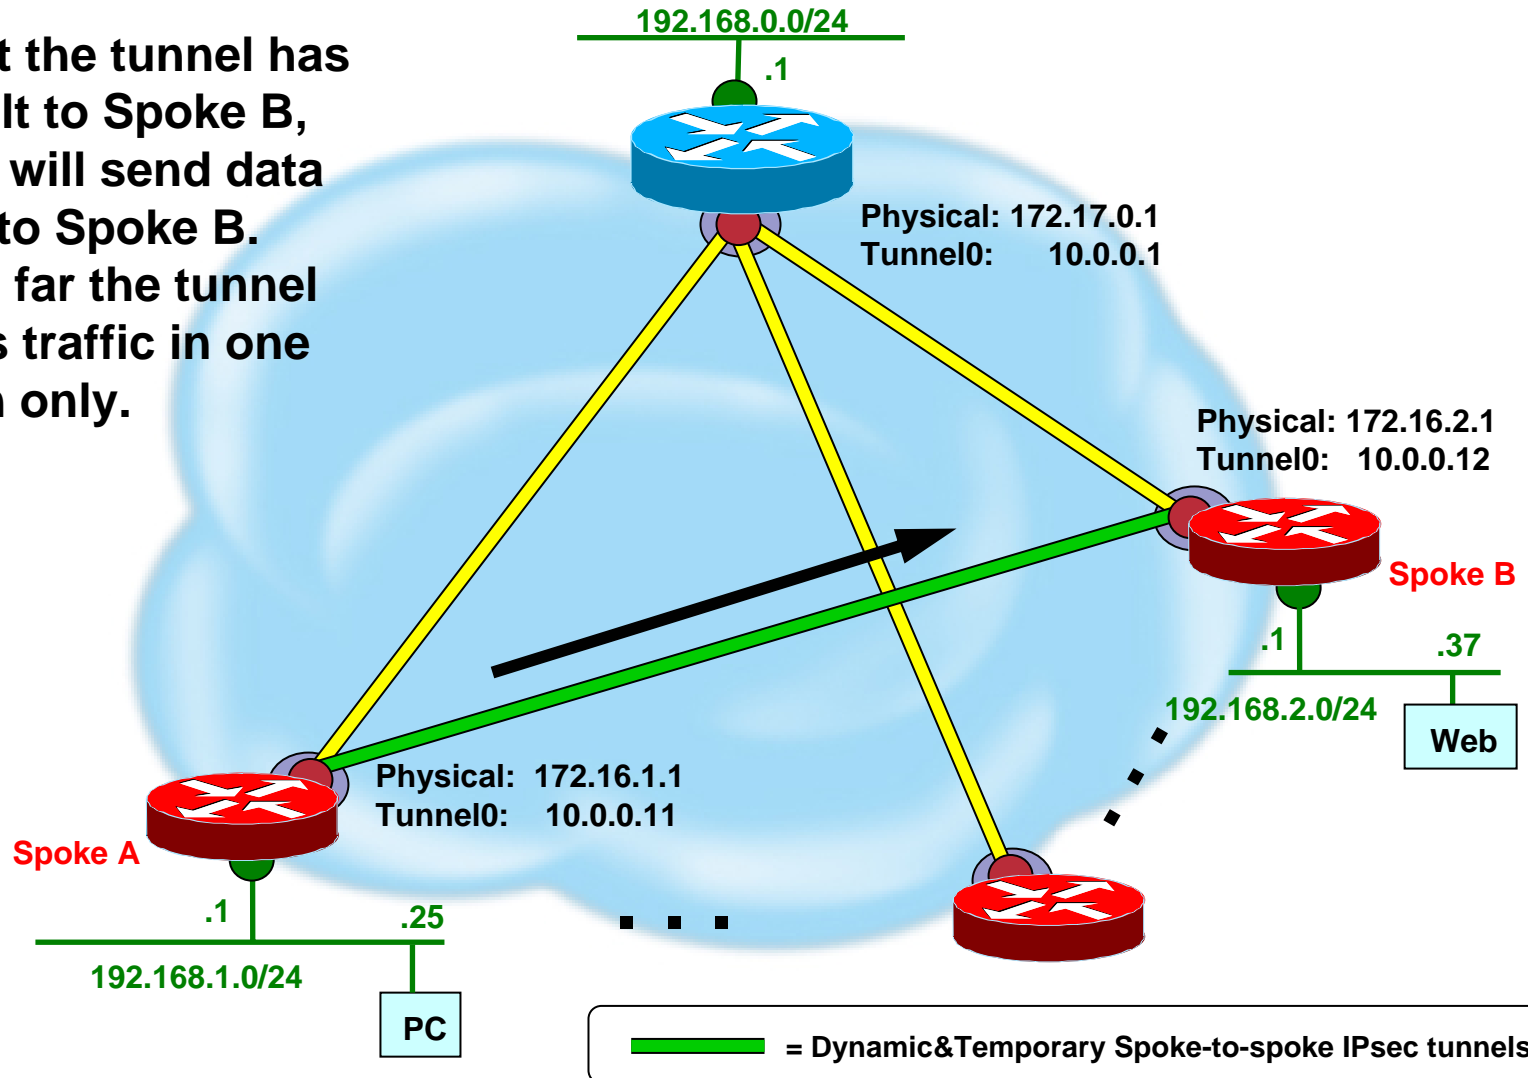 192.168.0.0/24
.1
t the tunnel has
lt to Spoke B,
will send data
to Spoke B.
far the tunnel
s traffic in one
n only.
Physical: 172.17.0.1
Tunnel0: 10.0.0.1
Physical: 172.16.2.1
Tunnel0: 10.0.0.12
Spoke B
.1
.37
192.168.2.0/24
Web
Physical: 172.16.1.1
Tunnel0: 10.0.0.11
Spoke A
.1
.25
192.168.1.0/24
PC
. . .
= Dynamic&Temporary Spoke-to-spoke IPsec tunnels